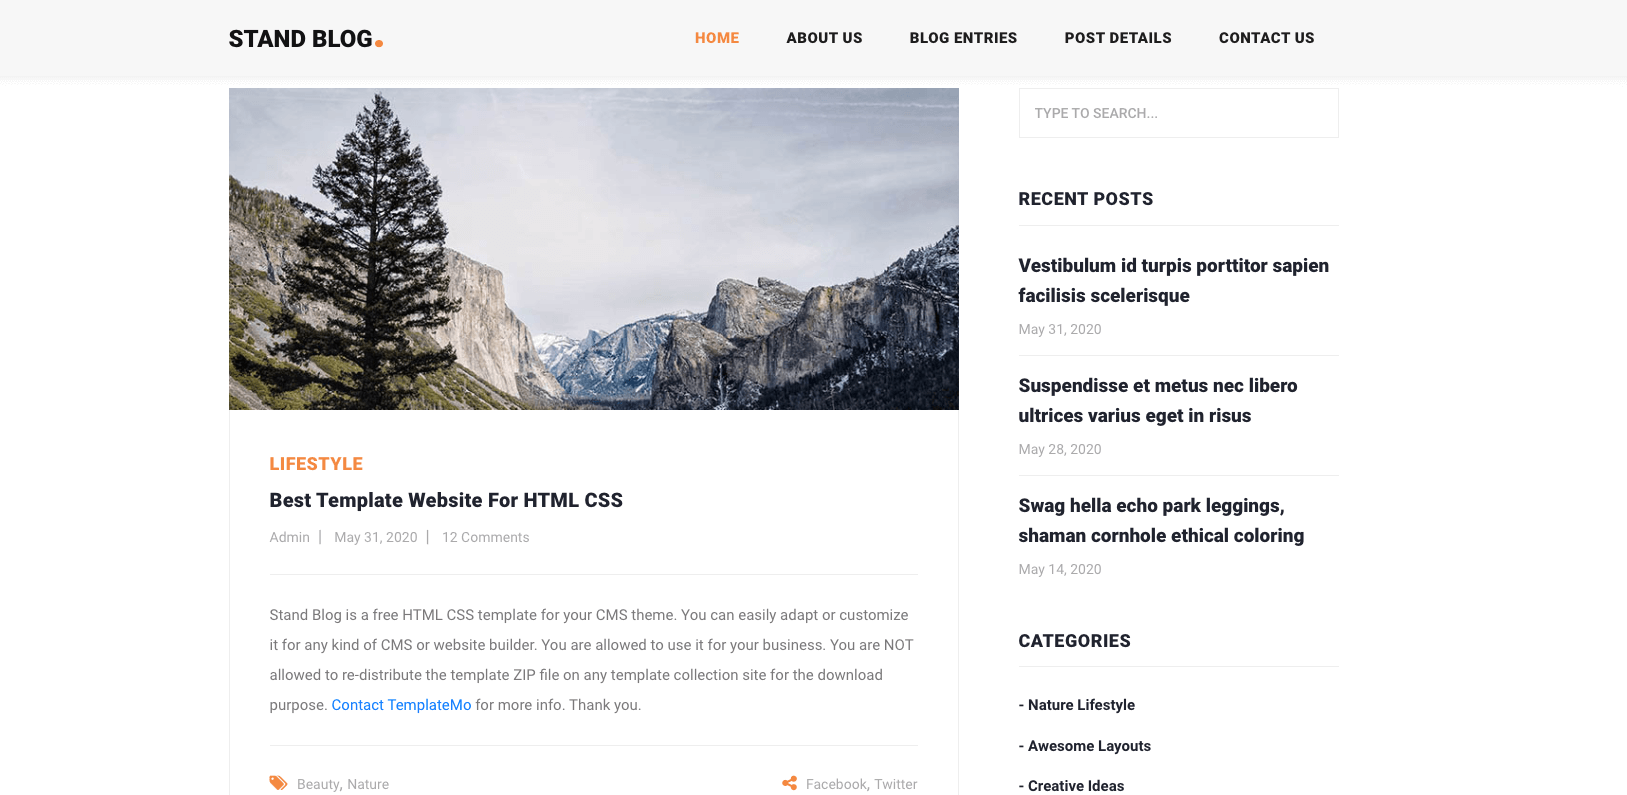 STAND BLOG.
HOME
ABOUT US
BLOG ENTRIES
POST DETAILS
CONTACT US
LIFESTYLE
Best Template Website For HTML CSS
Admin | May 31, 2020 | 12 Comments
Stand Blog is a free HTML CSS template for your CMS theme. You can easily adapt or customize
it for any kind of CMS or website builder. You are allowed to use it for your business. You are NOT
allowed to re-distribute the template ZIP file on any template collection site for the download
purpose. Contact TemplateMo for more info. Thank you.
Beauty, Nature
Facebook, Twitter
TYPE TO SEARCH...
RECENT POSTS
Vestibulum id turpis porttitor sapien
facilisis scelerisque
May 31, 2020
Suspendisse et metus nec libero
ultrices varius eget in risus
May 28, 2020
Swag hella echo park leggings,
shaman cornhole ethical coloring
May 14, 2020
CATEGORIES
- Nature Lifestyle
- Awesome Layouts
- Creative Ideas